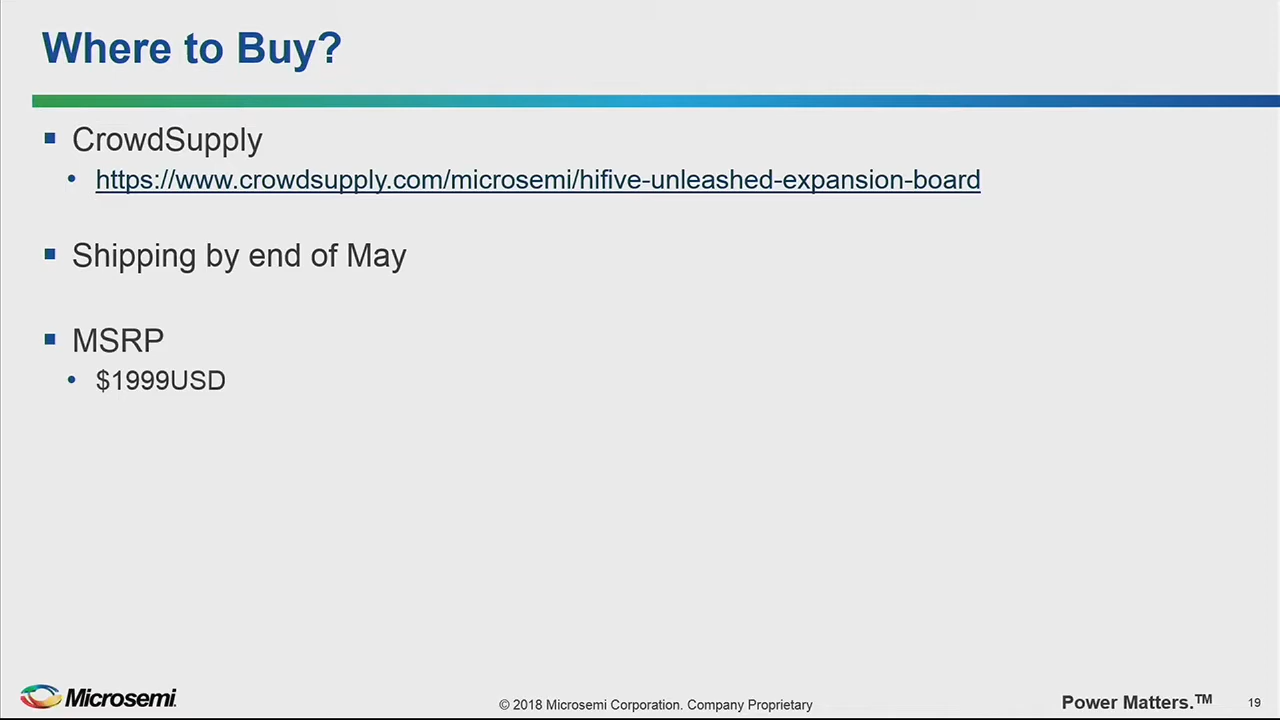 Where to Buy?
CrowdSupply
https://www.crowdsupply.com/microsemi/hifive-unleashed-expansion-board
Shipping by end of May
MSRP
$1999USD
Microsemi.
© 2018 Microsemi Corporation. Company Proprietary
Power Matters.™
19